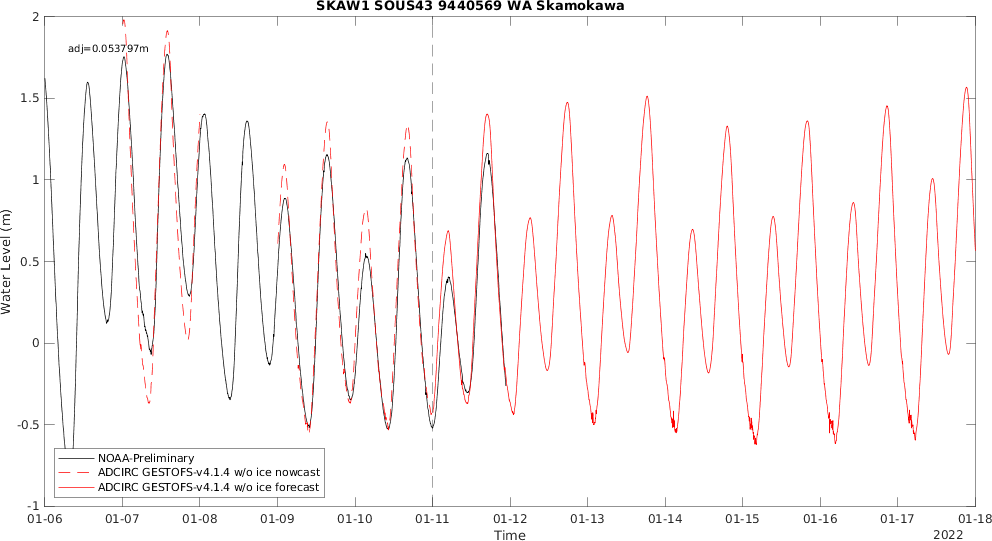 SKAW1 SOUS43 9440569 WA Skamokawa
adj=0.053797m
2
1.5
1
0.5
0
-0.5
-1
Water Level (m)
NOAA-Preliminary
ADCIRC GESTOFS-v4.1.4 w/o ice nowcast
ADCIRC GESTOFS-v4.1.4 w/o ice forecast
01-06 01-07 01-08 01-09 01-10 01-11 01-12 01-13 01-14 01-15 01-16 01-17 01-18
Time
2022